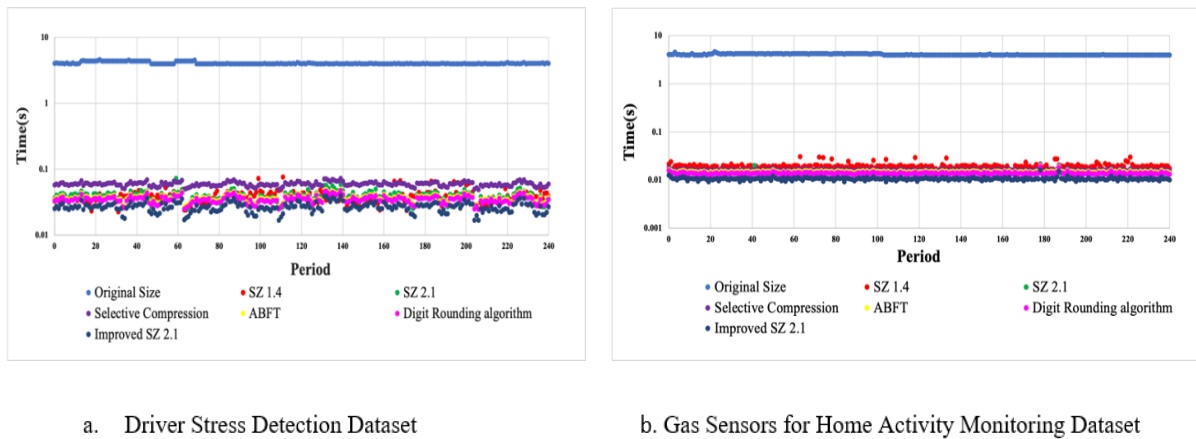 10
1
0.1
0.01
Time(s)
0 20 40 60 80 100 120 140 160 180 200 220 240
Period
Original Size SZ 1.4 SZ 2.1
Selective Compression ABFT Digit Rounding algorithm
Improved SZ 2.1
a. Driver Stress Detection Dataset
10
1
0.1
0.01
0.001
Time(s)
0 20 40 60 80 100 120 140 160 180 200 220 240
Period
Original Size SZ 1.4 SZ 2.1
Selective Compression ABFT Digit Rounding algorithm
Improved SZ 2.1
b. Gas Sensors for Home Activity Monitoring Dataset